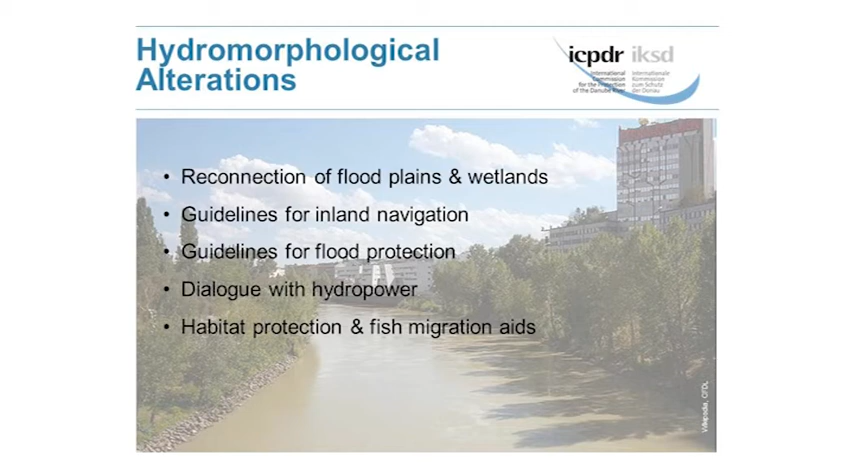 Hydromorphological
Alterations
icpdr iksd
International
Commission
for the Protection
of the Danube River
Internationale
Kommission
zum Schutz
der Donau
• Reconnection of flood plains & wetlands
• Guidelines for inland navigation
• Guidelines for flood protection
• Dialogue with hydropower
• Habitat protection & fish migration aids
Wikipedia, GFDL